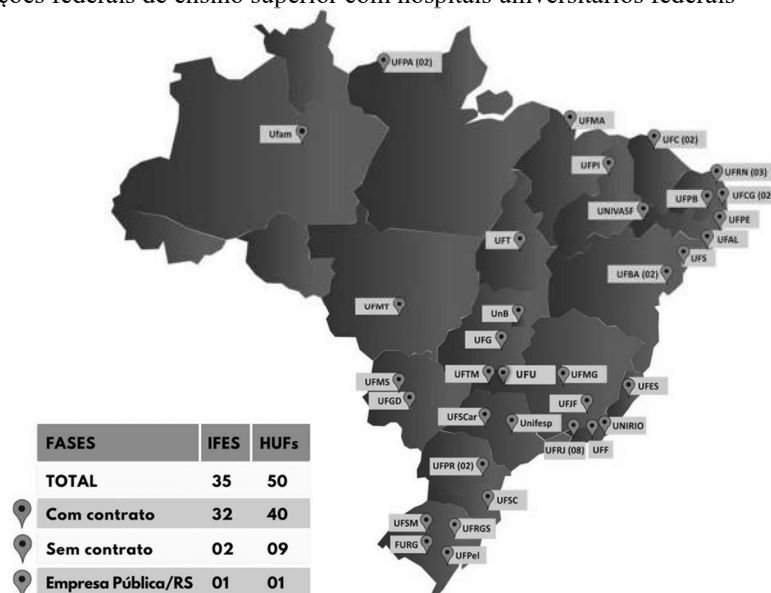 ções federais de ensino superior com hospitais universitários federais
UFPA (02)
Ufam
UFMA
UFC (02)
UFPI
UFRN (03)
UFPB
UFCG (02
UNIVASF
UFPE
UFT
UFAL
UFS
UFBA (02)
UFMT
UnB
UFG
UFTM
UFU
UFMG
UFMS
UFES
UFGD
UFJF
UFSCar
Unifesp
UNIRIO
UFRJ (08)
UFF
UFPR (02)
UFSC
UFSM
UFRGS
FURG
UFPel
FASES IFES HUFs
TOTAL 35 50
Com contrato 32 40
Sem contrato 02 09
Empresa Pública/RS 01 01